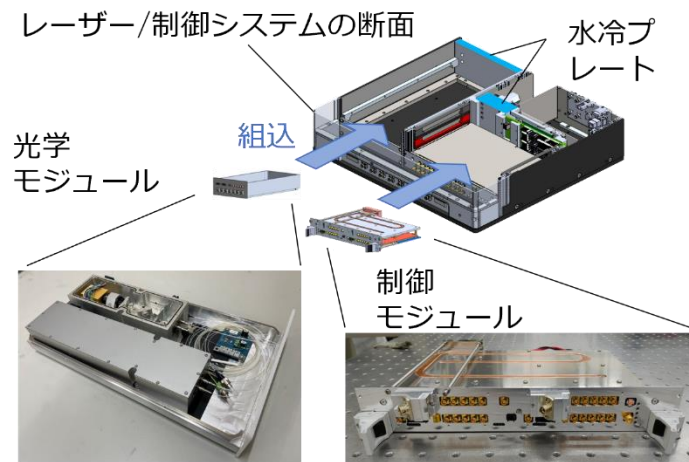 レーザー/制御システムの断面
水冷プ
レート
組込
光学
モジュール
制御
モジュール